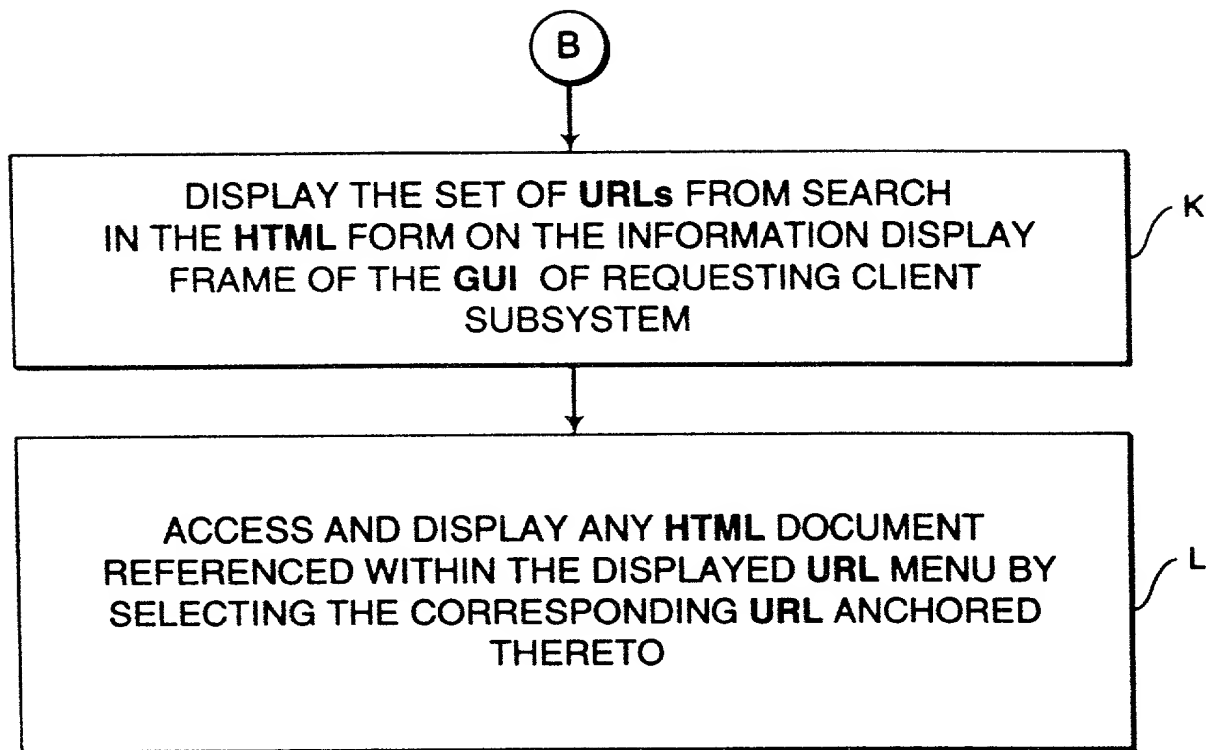 B
DISPLAY THE SET OF URLs FROM SEARCH
IN THE HTML FORM ON THE INFORMATION DISPLAY
FRAME OF THE GUI OF REQUESTING CLIENT
SUBSYSTEM
K
ACCESS AND DISPLAY ANY HTML DOCUMENT
REFERENCED WITHIN THE DISPLAYED URL MENU BY
SELECTING THE CORRESPONDING URL ANCHORED
THERETO
L